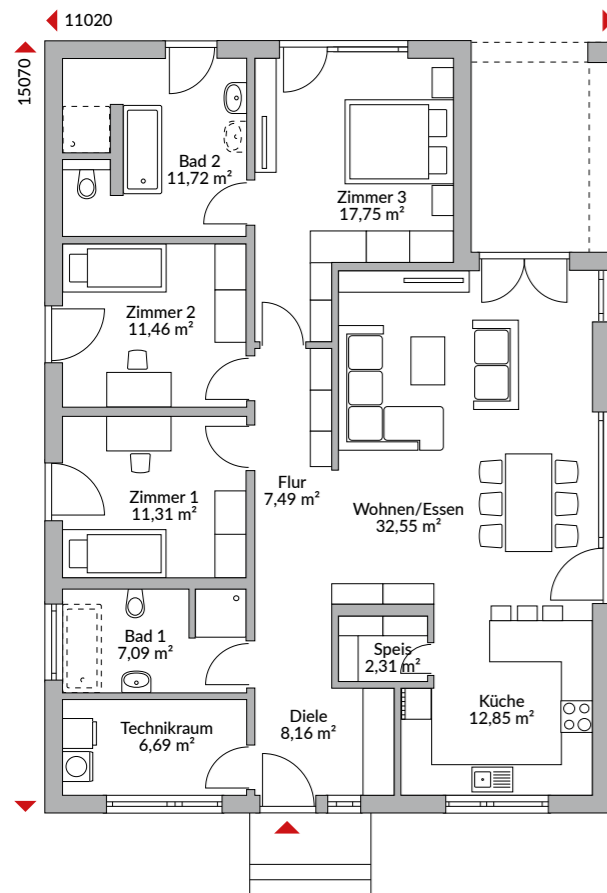 11020
15070
Bad 2
11,72 m²
Zimmer 3
17,75 m²
Zimmer 2
11,46 m²
Zimmer 1
11,31 m²
Flur
7,49 m²
Wohnen/Essen
32,55 m²
Bad 1
7,09 m²
Speis
2,31 m²
Technikraum
6,69 m²
Diele
8,16 m²
Küche
12,85 m²